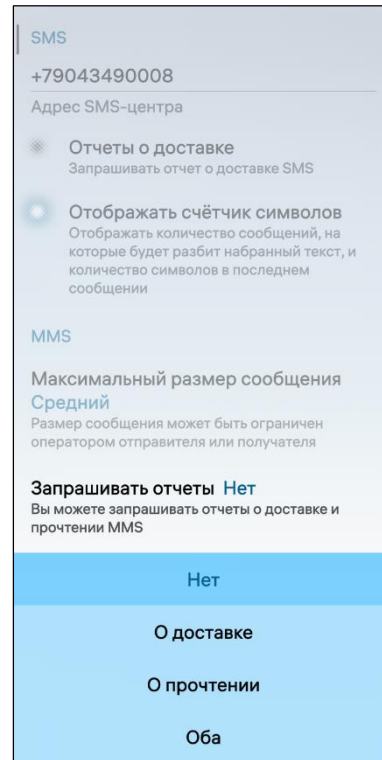 SMS
+79043490008
Адрес SMS-центра
Отчеты о доставке
Запрашивать отчет о доставке SMS
Отображать счётчик символов
Отображать количество сообщений, на
которые будет разбит набранный текст, и
количество символов в последнем
сообщении
MMS
Максимальный размер сообщения
Средний
Размер сообщения может быть ограничен
оператором отправителя или получателя
Запрашивать отчеты Нет
Вы можете запрашивать отчеты о доставке и
прочтении MMS
Нет
О доставке
О прочтении
Оба